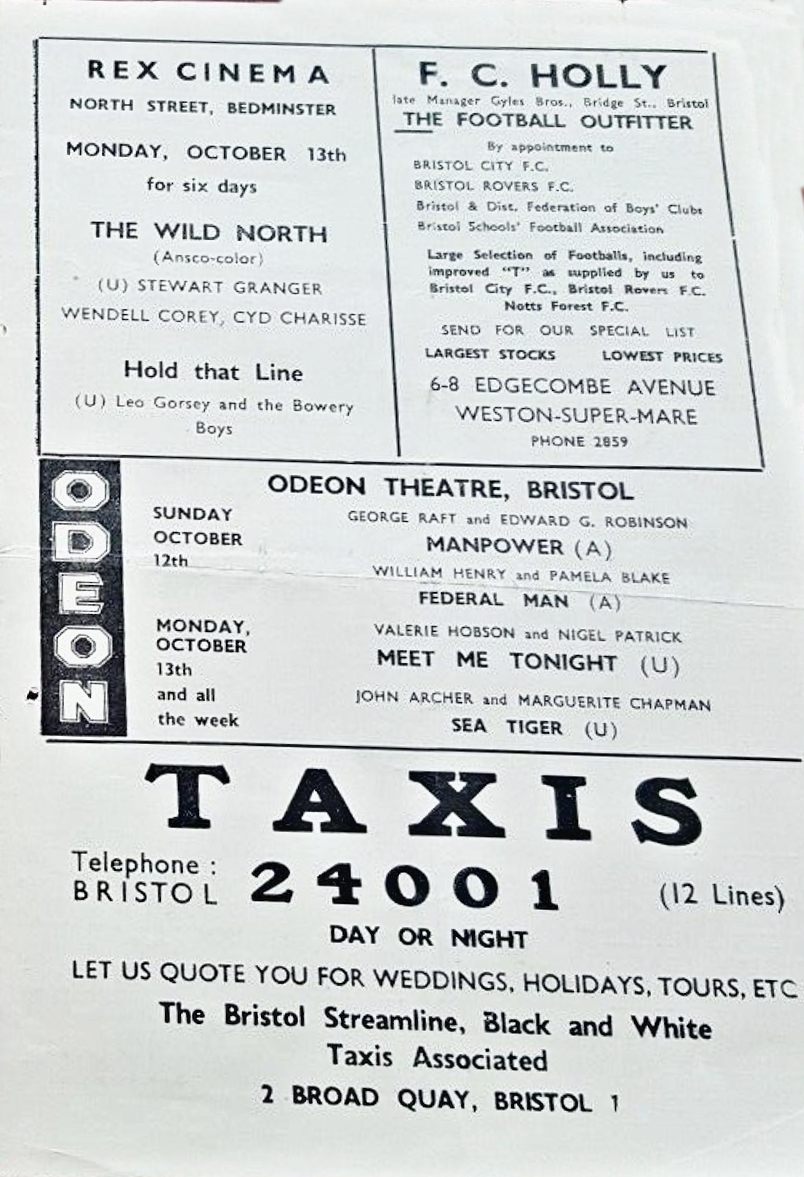 REX CINEMA
NORTH STREET, BEDMINSTER
MONDAY, OCTOBER 13th
for six days
THE WILD NORTH
(Ansco-color)
(U) STEWART GRANGER
WENDELL COREY, CYD CHARISSE
Hold that Line
(U) Leo Gorsey and the Bowery
Boys
F. C. HOLLY
late Manager Gyles Bros., Bridge St., Bristol
THE FOOTBALL OUTFITTER
By appointment to
BRISTOL CITY F.C.
BRISTOL ROVERS F.C.
Bristol & Dist. Federation of Boys' Clubs
Bristol Schools' Football Association
Large Selection of Footballs, including
improved "T" as supplied by us to
Bristol City F.C., Bristol Rovers F.C.
Notts Forest F.C.
SEND FOR OUR SPECIAL LIST
LARGEST STOCKS LOWEST PRICES
6-8 EDGECOMBE AVENUE
WESTON-SUPER-MARE
PHONE 2859
ODEON
ODEON THEATRE, BRISTOL
SUNDAY
OCTOBER
12th
GEORGE RAFT and EDWARD G. ROBINSON
MANPOWER (A)
WILLIAM HENRY and PAMELA BLAKE
FEDERAL MAN (A)
MONDAY,
OCTOBER
13th
and all
the week
VALERIE HOBSON and NIGEL PATRICK
MEET ME TONIGHT (U)
JOHN ARCHER and MARGUERITE CHAPMAN
SEA TIGER (U)
TAXIS
Telephone :
BRISTOL 24001 (12 Lines)
DAY OR NIGHT
LET US QUOTE YOU FOR WEDDINGS, HOLIDAYS, TOURS, ETC
The Bristol Streamline, Black and White
Taxis Associated
2 BROAD QUAY, BRISTOL 1